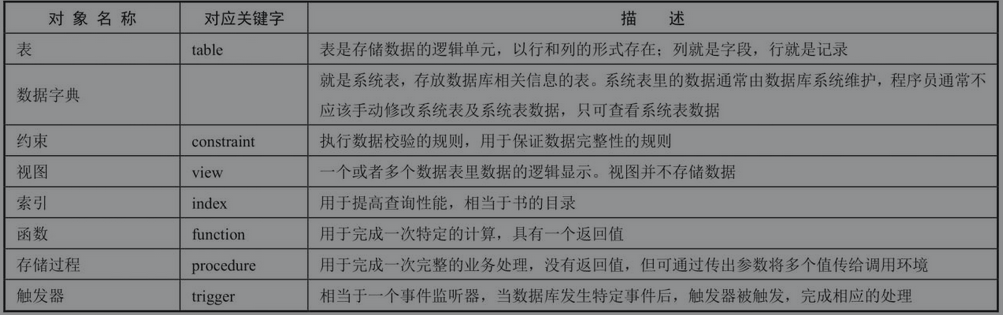 对象名称 对应关键字 描述
表 table 表是存储数据的逻辑单元，以行和列的形式存在；列就是字段，行就是记录
数据字典 就是系统表，存放数据库相关信息的表。系统表里的数据通常由数据库系统维护，程序员通常不
应该手动修改系统表及系统表数据，只可查看系统表数据
约束 constraint 执行数据校验的规则，用于保证数据完整性的规则
视图 view 一个或者多个数据表里数据的逻辑显示。视图并不存储数据
索引 index 用于提高查询性能，相当于书的目录
函数 function 用于完成一次特定的计算，具有一个返回值
存储过程 procedure 用于完成一次完整的业务处理，没有返回值，但可通过传出参数将多个值传给调用环境
触发器 trigger 相当于一个事件监听器，当数据库发生特定事件后，触发器被触发，完成相应的处理